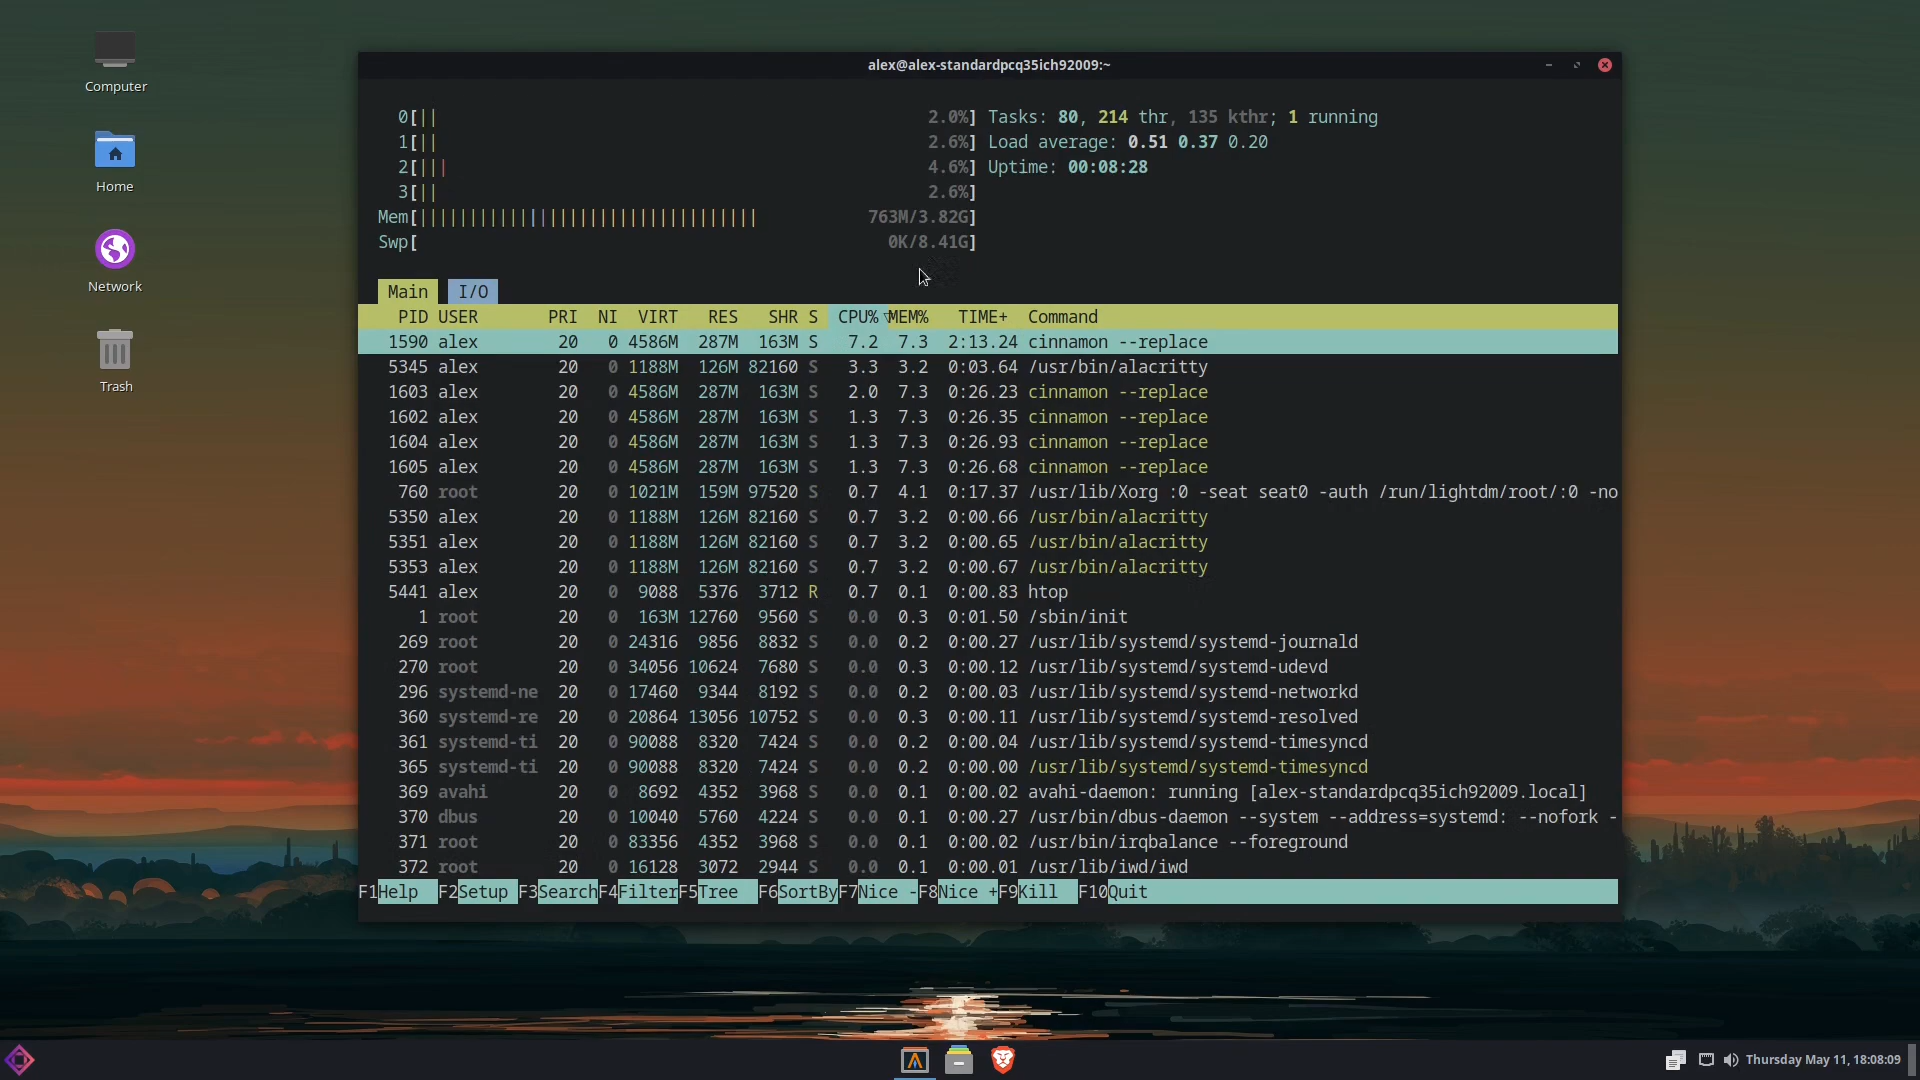 Computer
Home
Network
Trash
alex@alex-standardpcq35ich92009:~
0[|| 2.0%] Tasks: 80, 214 thr, 135 kthr; 1 running
1[|| 2.6%] Load average: 0.51 0.37 0.20
2[||| 4.6%] Uptime: 00:08:28
3[|| 2.6%]
Mem[|||||||||||||||||||||||||||||||||| 763M/3.82G]
Swp[ 0K/8.41G]
Main I/O
PID USER PRI NI VIRT RES SHR S CPU%▽MEM% TIME+ Command
1590 alex 20 0 4586M 287M 163M S 7.2 7.3 2:13.24 cinnamon --replace
5345 alex 20 0 1188M 126M 82160 S 3.3 3.2 0:03.64 /usr/bin/alacritty
1603 alex 20 0 4586M 287M 163M S 2.0 7.3 0:26.23 cinnamon --replace
1602 alex 20 0 4586M 287M 163M S 1.3 7.3 0:26.35 cinnamon --replace
1604 alex 20 0 4586M 287M 163M S 1.3 7.3 0:26.93 cinnamon --replace
1605 alex 20 0 4586M 287M 163M S 1.3 7.3 0:26.68 cinnamon --replace
760 root 20 0 1021M 159M 97520 S 0.7 4.1 0:17.37 /usr/lib/Xorg :0 -seat seat0 -auth /run/lightdm/root/:0 -no
5350 alex 20 0 1188M 126M 82160 S 0.7 3.2 0:00.66 /usr/bin/alacritty
5351 alex 20 0 1188M 126M 82160 S 0.7 3.2 0:00.65 /usr/bin/alacritty
5353 alex 20 0 1188M 126M 82160 S 0.7 3.2 0:00.67 /usr/bin/alacritty
5441 alex 20 0 9088 5376 3712 R 0.7 0.1 0:00.83 htop
1 root 20 0 163M 12760 9560 S 0.0 0.3 0:01.50 /sbin/init
269 root 20 0 24316 9856 8832 S 0.0 0.2 0:00.27 /usr/lib/systemd/systemd-journald
270 root 20 0 34056 10624 7680 S 0.0 0.3 0:00.12 /usr/lib/systemd/systemd-udevd
296 systemd-ne 20 0 17460 9344 8192 S 0.0 0.2 0:00.03 /usr/lib/systemd/systemd-networkd
360 systemd-re 20 0 20864 13056 10752 S 0.0 0.3 0:00.11 /usr/lib/systemd/systemd-resolved
361 systemd-ti 20 0 90088 8320 7424 S 0.0 0.2 0:00.04 /usr/lib/systemd/systemd-timesyncd
365 systemd-ti 20 0 90088 8320 7424 S 0.0 0.2 0:00.00 /usr/lib/systemd/systemd-timesyncd
369 avahi 20 0 8692 4352 3968 S 0.0 0.1 0:00.02 avahi-daemon: running [alex-standardpcq35ich92009.local]
370 dbus 20 0 10040 5760 4224 S 0.0 0.1 0:00.27 /usr/bin/dbus-daemon --system --address=systemd: --nofork -
371 root 20 0 83356 4352 3968 S 0.0 0.1 0:00.02 /usr/bin/irqbalance --foreground
372 root 20 0 16128 3072 2944 S 0.0 0.1 0:00.01 /usr/lib/iwd/iwd
F1Help F2Setup F3SearchF4FilterF5Tree F6SortByF7Nice -F8Nice +F9Kill F10Quit
Thursday May 11, 18:08:09